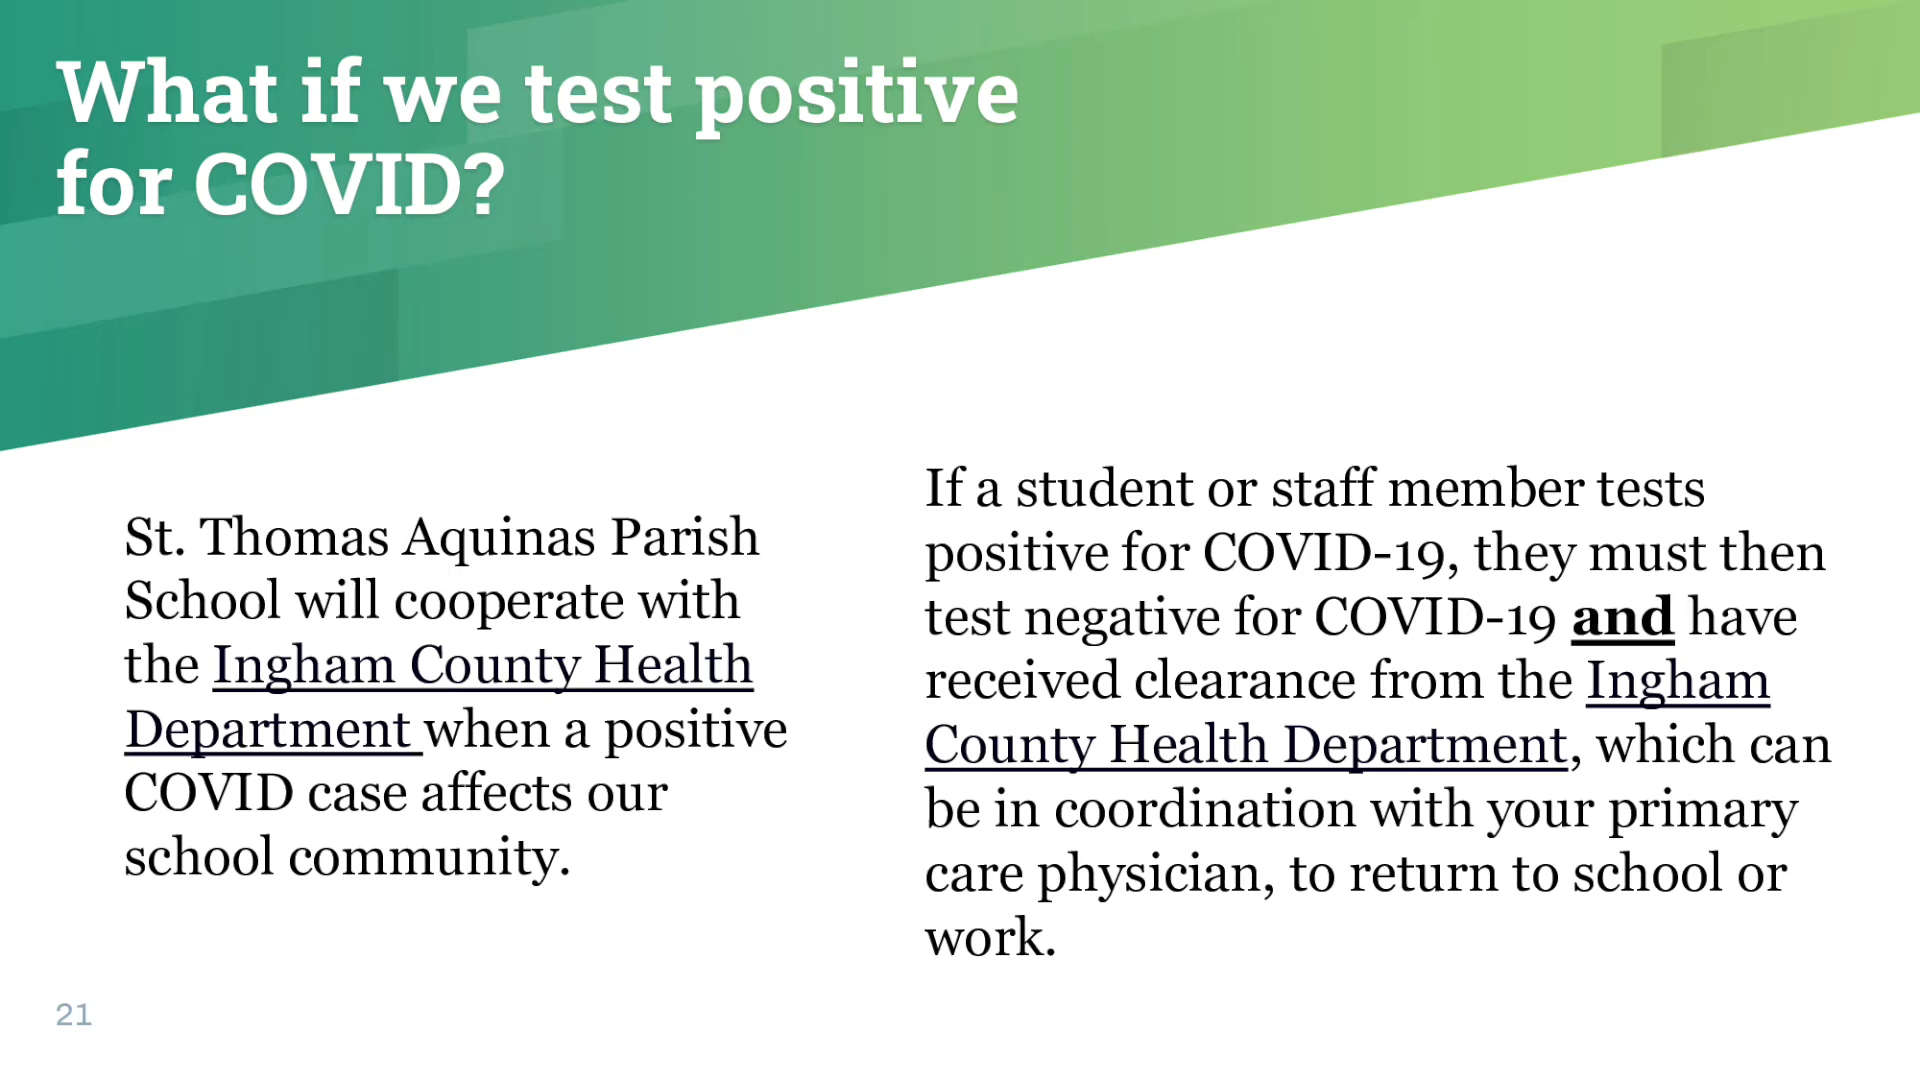 What if we test positive
for COVID?
St. Thomas Aquinas Parish
School will cooperate with
the Ingham County Health
Department when a positive
COVID case affects our
school community.
If a student or staff member tests
positive for COVID-19, they must then
test negative for COVID-19 and have
received clearance from the Ingham
County Health Department, which can
be in coordination with your primary
care physician, to return to school or
work.
21